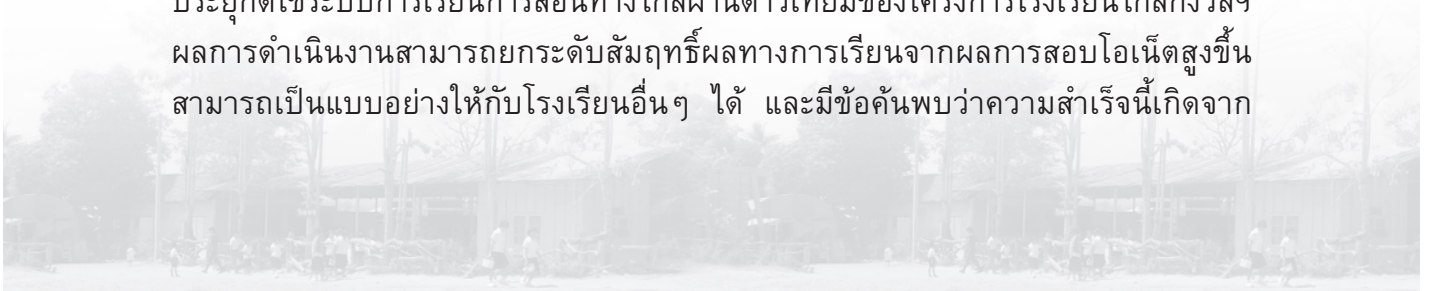 ประยุกต์ใช้ระบบการเรียนการสอนทางไกลผ่านดาวเทียมของโครงการโรงเรียนไกลกังวลฯ
ผลการดำเนินงานสามารถยกระดับสัมฤทธิ์ผลทางการเรียนจากผลการสอบโอเน็ตสูงขึ้น
สามารถเป็นแบบอย่างให้กับโรงเรียนอื่นๆ ได้ และมีข้อค้นพบว่าความสำเร็จนี้เกิดจาก